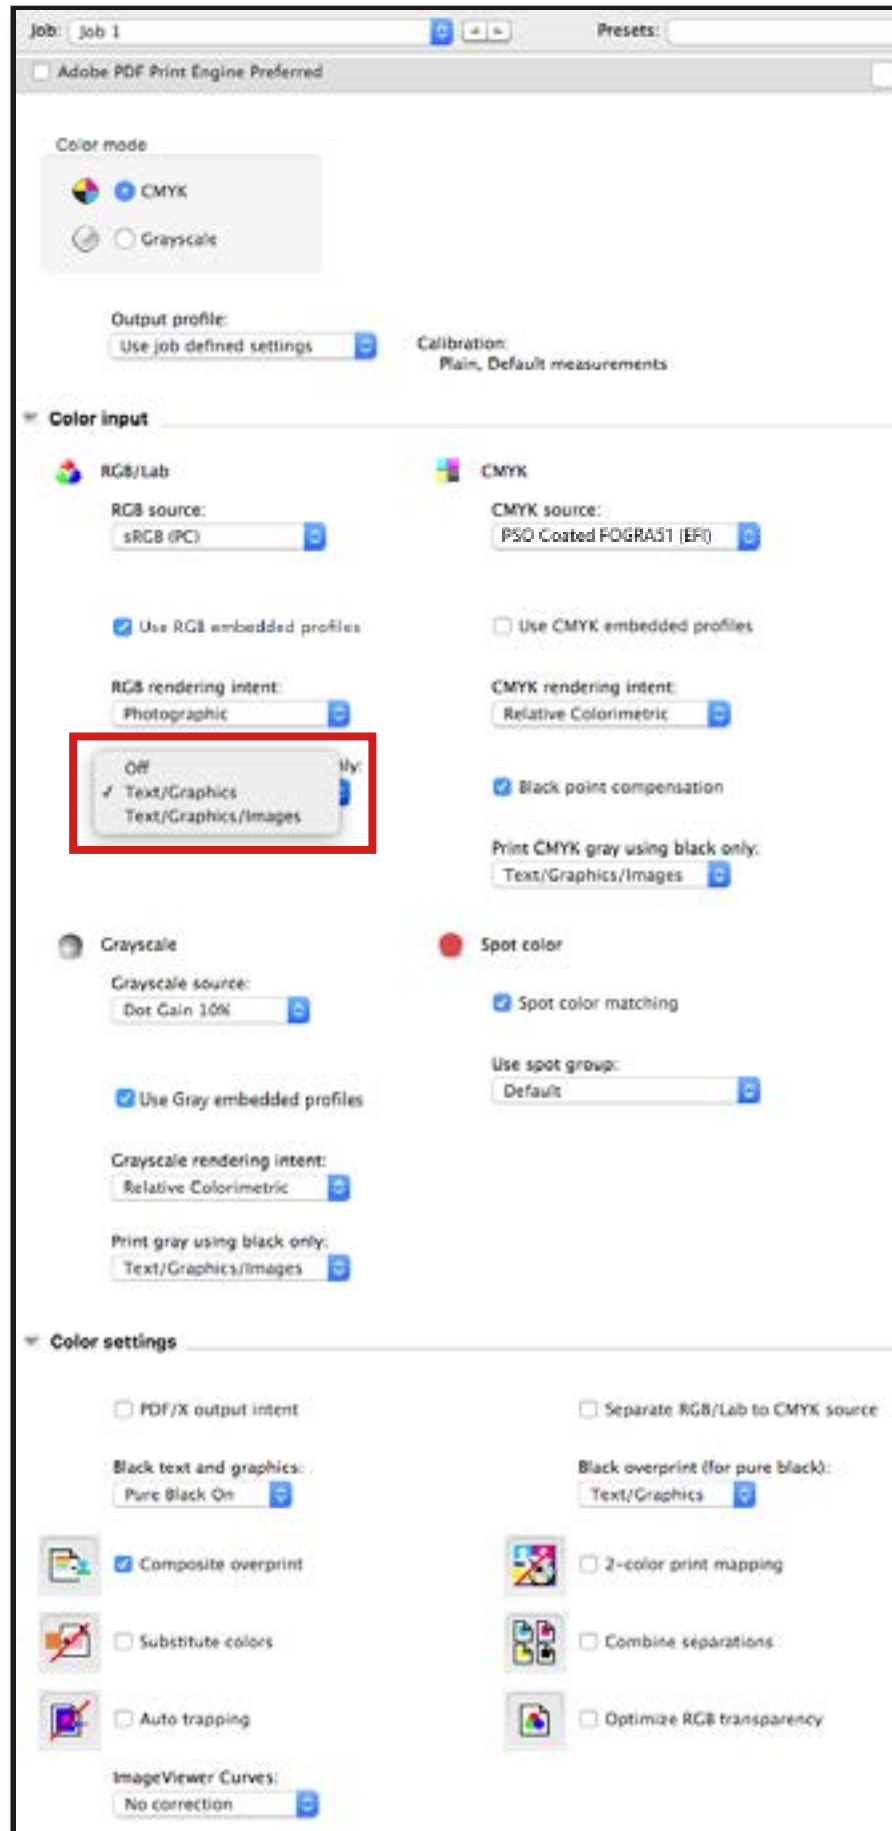 Job: Job 1 Presets:
Adobe PDF Print Engine Preferred
Color mode
CMYK
Grayscale
Output profile:
Use job defined settings
Calibration:
Plain, Default measurements
Color input
RGB/Lab
RGB source:
sRGB (PC)
Use RGB embedded profiles
RGB rendering intent:
Photographic
Off
✓ Text/Graphics
Text/Graphics/Images
CMYK
CMYK source:
PSO Coated FOGRA51 (EFI)
Use CMYK embedded profiles
CMYK rendering intent:
Relative Colorimetric
Black point compensation
Print CMYK gray using black only:
Text/Graphics/Images
Grayscale
Grayscale source:
Dot Gain 10%
Use Gray embedded profiles
Grayscale rendering intent:
Relative Colorimetric
Print gray using black only:
Text/Graphics/Images
Spot color
Spot color matching
Use spot group:
Default
Color settings
PDF/X output intent
Separate RGB/Lab to CMYK source
Black text and graphics:
Pure Black On
Black overprint (for pure black):
Text/Graphics
Composite overprint
2-color print mapping
Substitute colors
Combine separations
Auto trapping
Optimize RGB transparency
ImageViewer Curves:
No correction